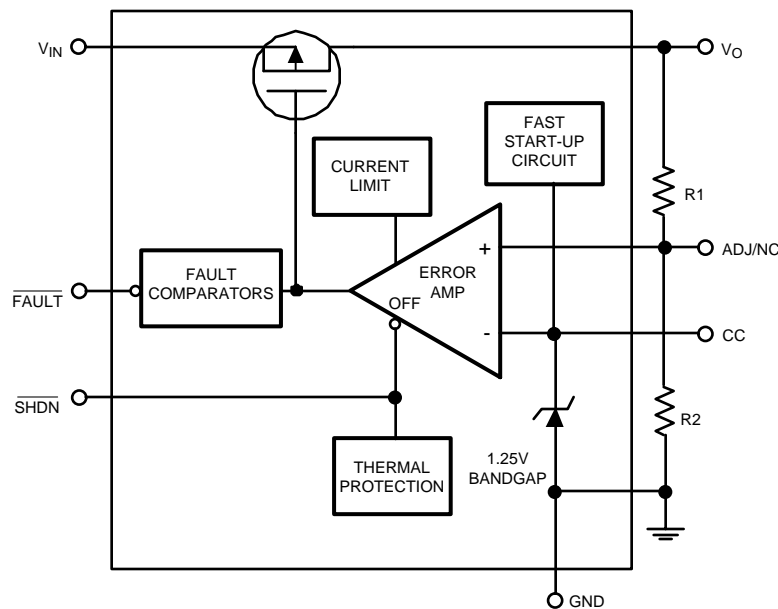 VIN
VO
FAST
START-UP
CIRCUIT
CURRENT
LIMIT
R1
+
ERROR
AMP
ADJ/NC
FAULT
FAULT
COMPARATORS
OFF
-
CC
SHDN
R2
THERMAL
PROTECTION
1.25V
BANDGAP
GND